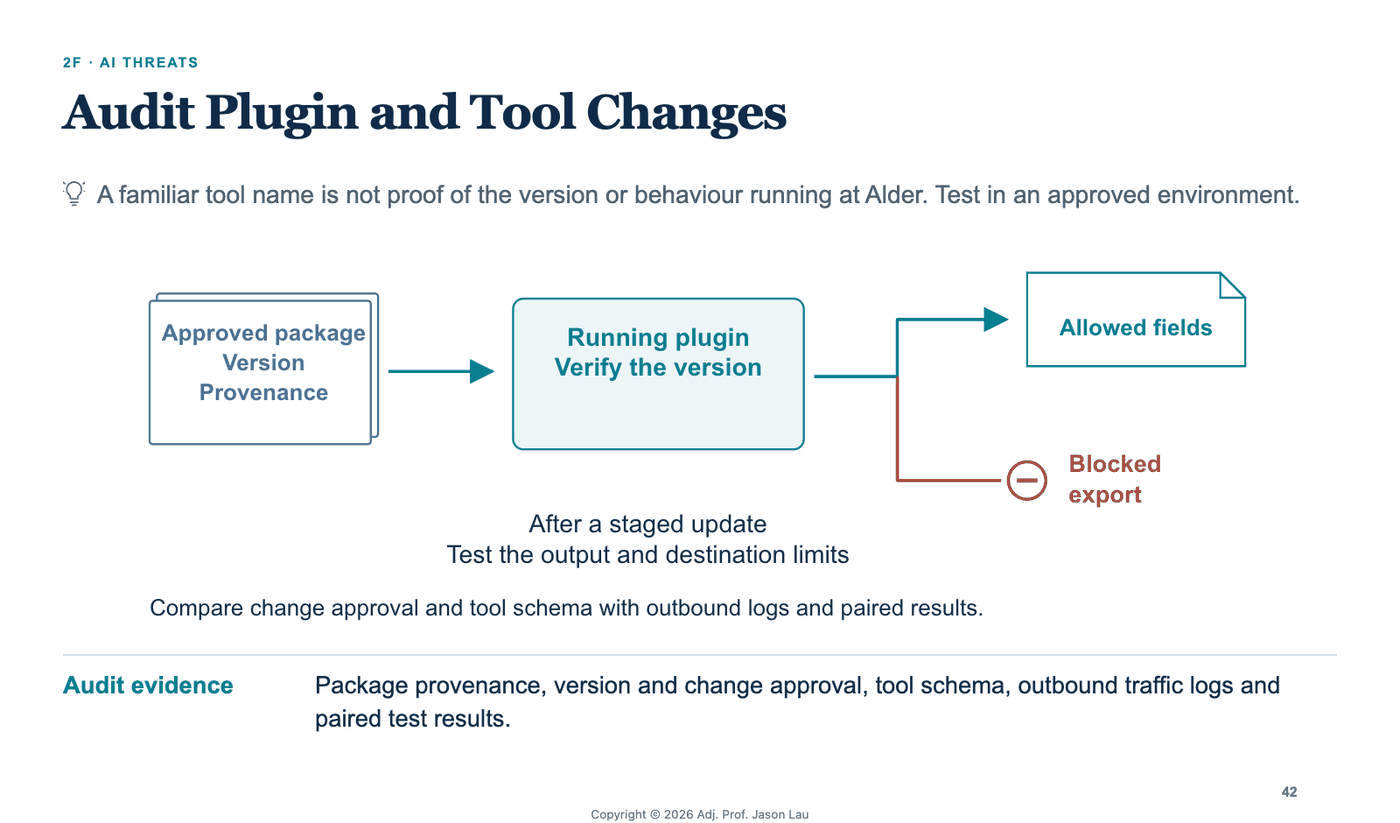 2F · AI THREATS
Audit Plugin and Tool Changes
A familiar tool name is not proof of the version or behaviour running at Alder. Test in an approved environment.
Approved package
Version
Provenance
Running plugin
Verify the version
Allowed fields
Blocked
export
After a staged update
Test the output and destination limits
Compare change approval and tool schema with outbound logs and paired results.
Audit evidence
Package provenance, version and change approval, tool schema, outbound traffic logs and
paired test results.
42
Copyright © 2026 Adj. Prof. Jason Lau